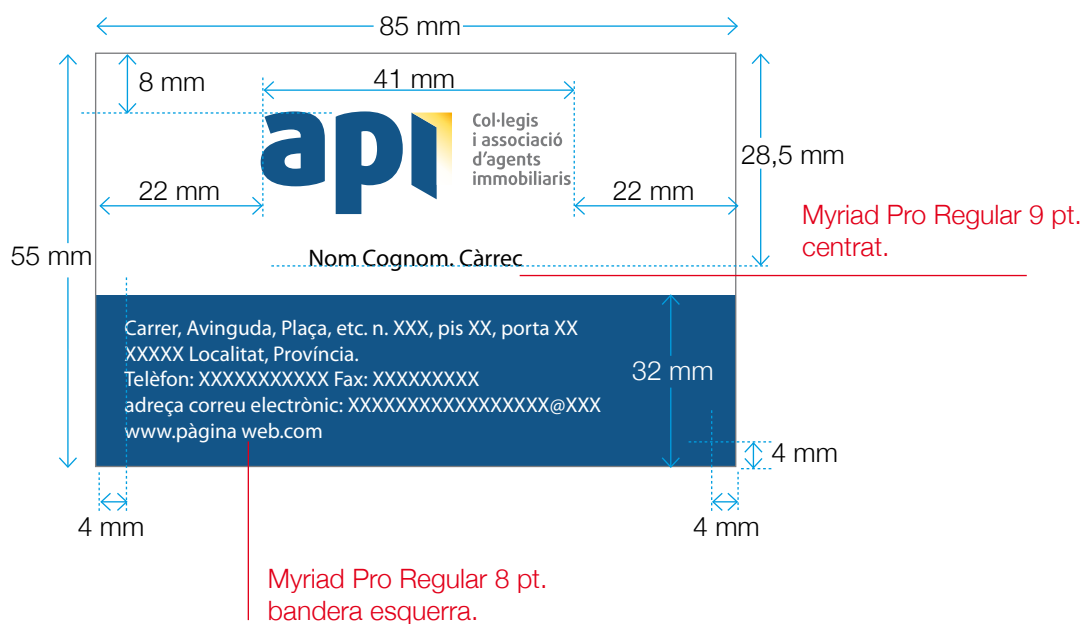 85 mm
8 mm
41 mm
api
Col·legis
i associació
d'agents
immobiliaris
28,5 mm
22 mm
22 mm
Myriad Pro Regular 9 pt.
centrat.
55 mm
Nom Cognom. Càrrec
Carrer, Avinguda, Plaça, etc. n. XXX, pis XX, porta XX
XXXXX Localitat, Província.
Telèfon: XXXXXXXXXXX Fax: XXXXXXXXX
adreça correu electrònic: XXXXXXXXXXXXXXXXX@XXX
www.pàgina web.com
32 mm
4 mm
4 mm
4 mm
Myriad Pro Regular 8 pt.
bandera esquerra.